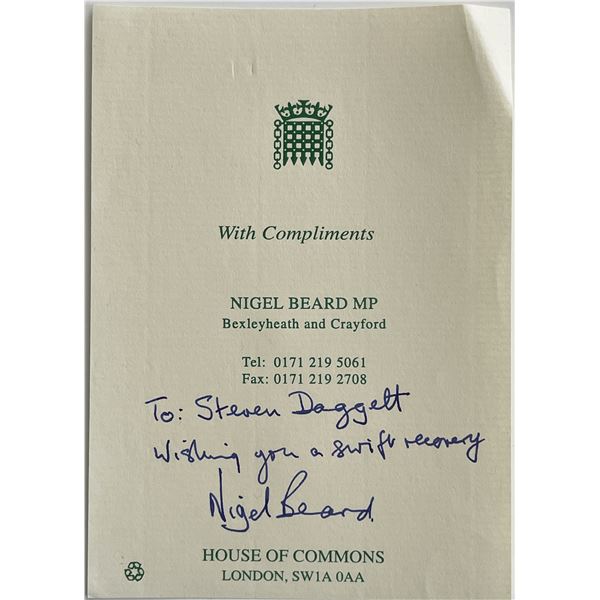 With Compliments
NIGEL BEARD MP
Bexleyheath and Crayford
Tel: 0171 219 5061
Fax: 0171 219 2708
To: Steven Daggett
Wishing you a swift recovery
Nigel Beard.
HOUSE OF COMMONS
LONDON, SW1A 0AA